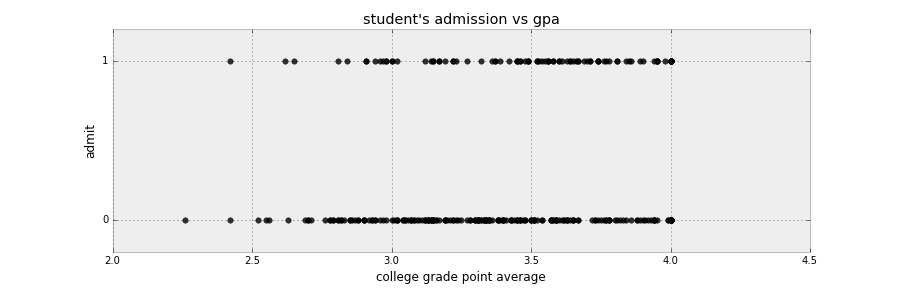 student's admission vs gpa
1
admit
0
2.0 2.5 3.0 3.5 4.0 4.5
college grade point average